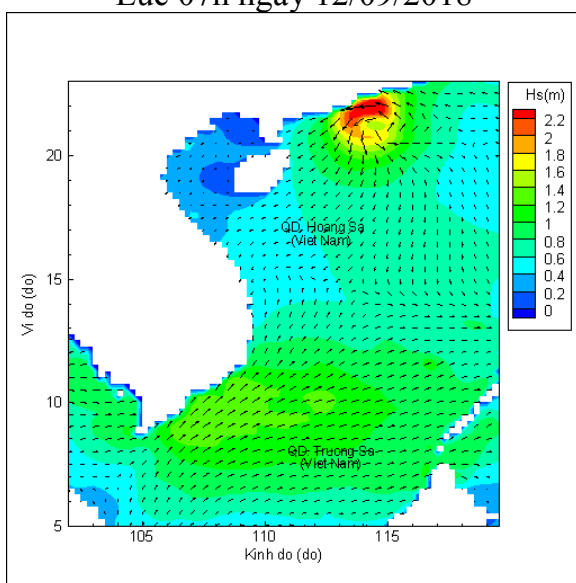 Lúc 07h ngày 12/09/2018
Hs(m)
2.2
2
1.8
1.6
1.4
1.2
1
0.8
0.6
0.4
0.2
0
20
15
10
5
Vi do (do)
QD. Hoang Sa
(Viet Nam)
QD. Truong Sa
(Viet Nam)
105
110
115
Kinh do (do)